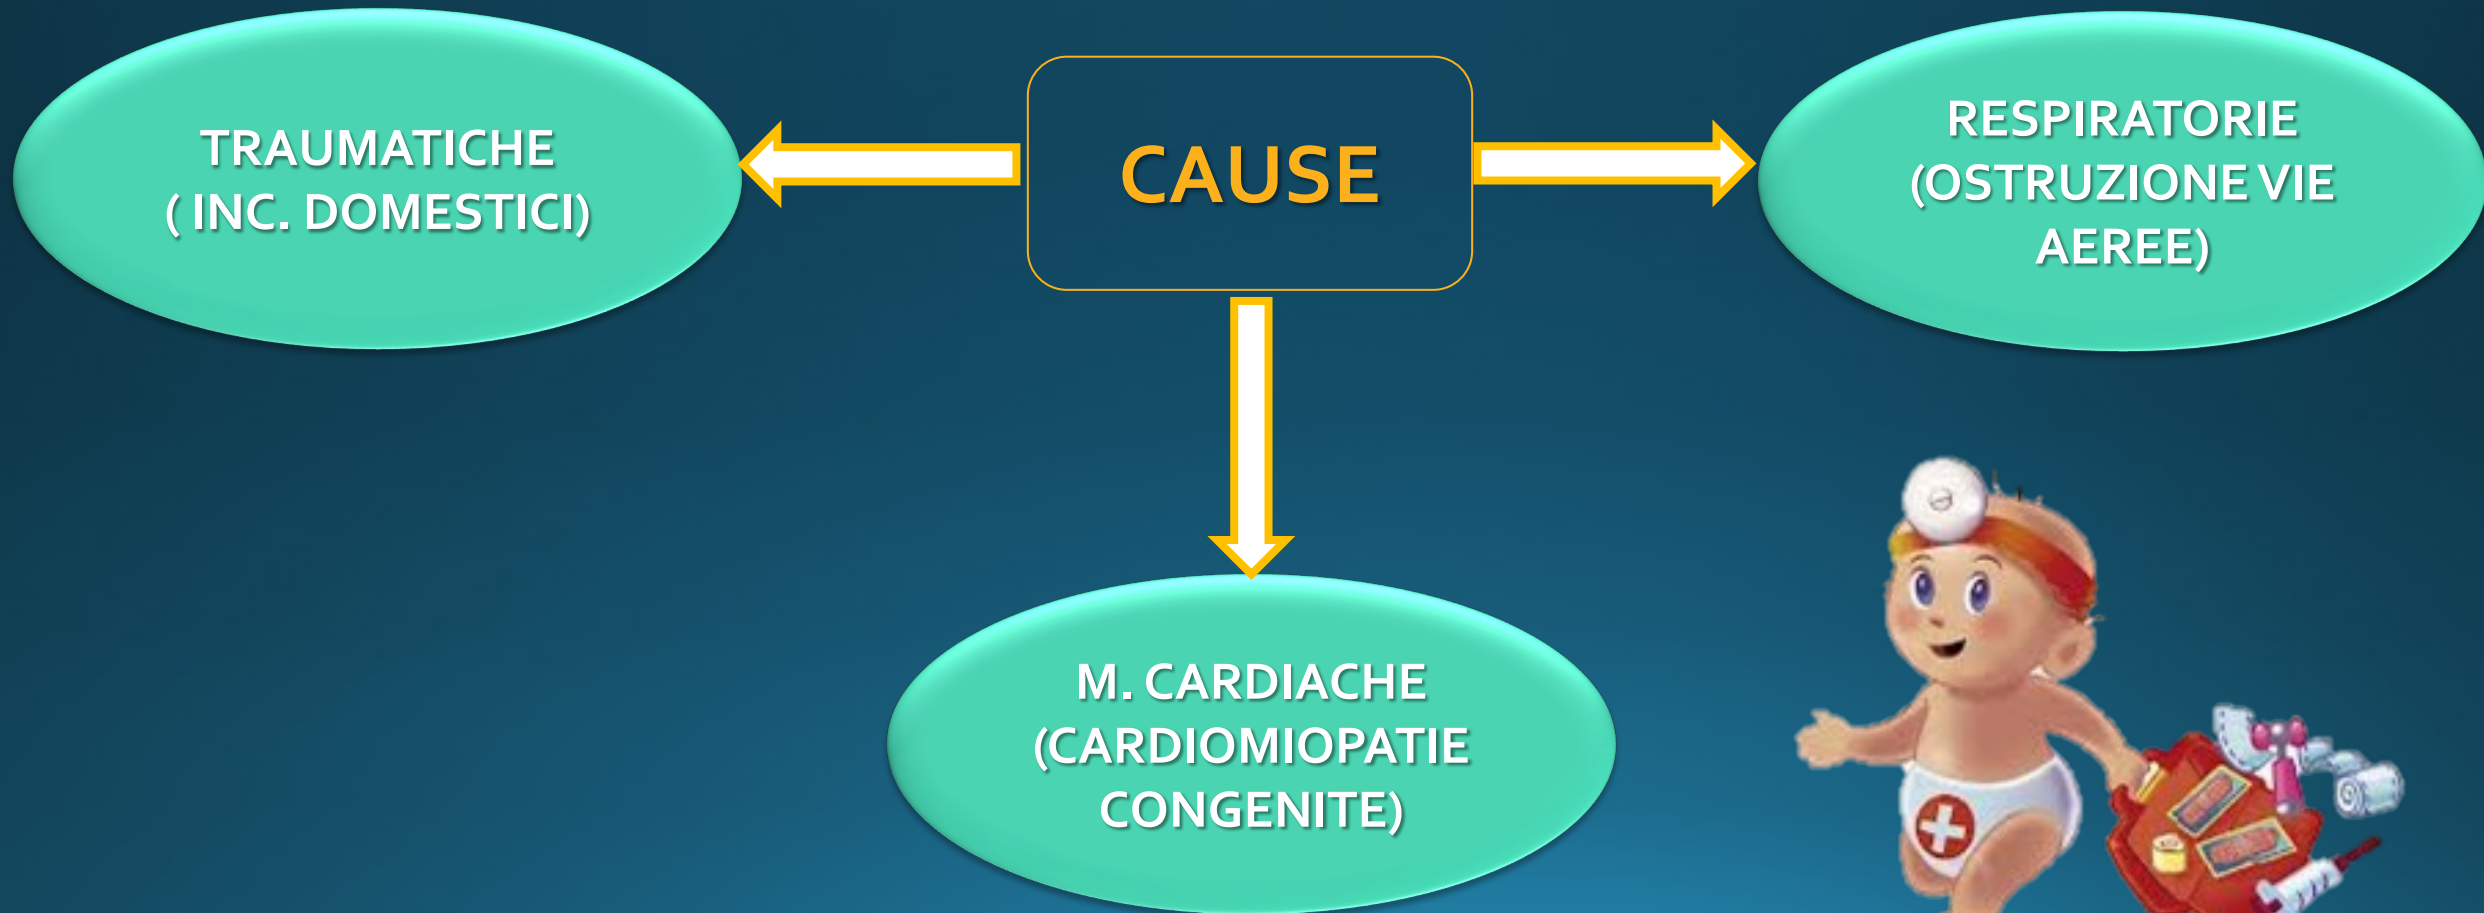 TRAUMATICHE
( INC. DOMESTICI)
CAUSE
RESPIRATORIE
(OSTRUZIONE VIE
AEREE)
M. CARDIACHE
(CARDIOMIOPATIE
CONGENITE)